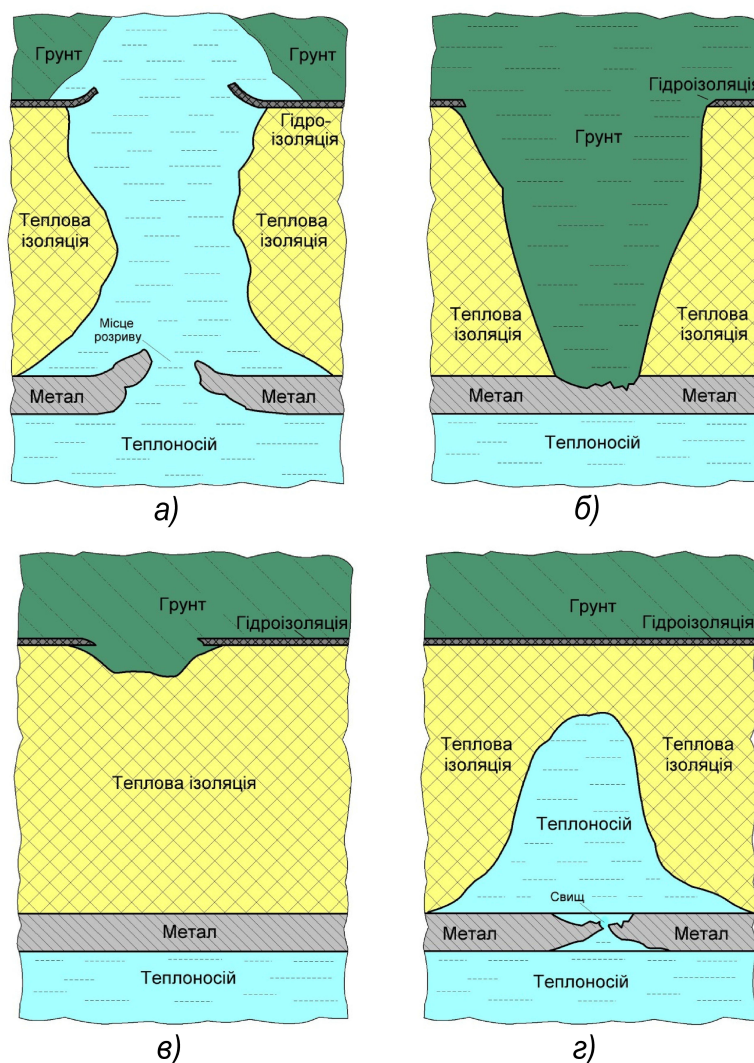 Грунт
Грунт
Гідро-
ізоляція
Теплова
ізоляція
Теплова
ізоляція
Місце
розриву
Метал
Метал
Теплоносій
а)
Гідроізоляція
Грунт
Теплова
ізоляція
Теплова
ізоляція
Метал
Метал
Теплоносій
б)
Грунт
Гідроізоляція
Теплова ізоляція
Метал
Теплоносій
в)
Грунт
Гідроізоляція
Теплова
ізоляція
Теплова
ізоляція
Теплоносій
Свищ
Метал
Метал
Теплоносій
г)